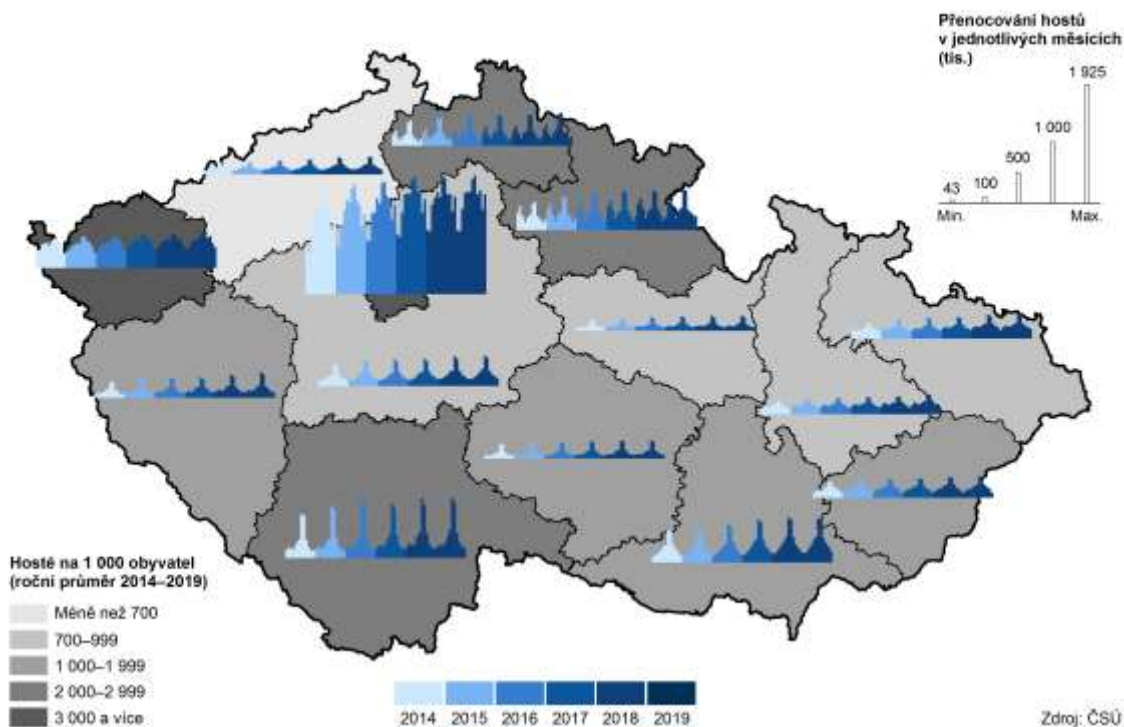 Přenocování hostů
v jednotlivých měsících
(tis.)
1 925
1 000
500
100
43
Min.
Max.
Hosté na 1 000 obyvatel
(roční průměr 2014–2019)
Méně než 700
700–999
1 000–1 999
2 000–2 999
3 000 a více
2014 2015 2016 2017 2018 2019
Zdroj: ČSÚ